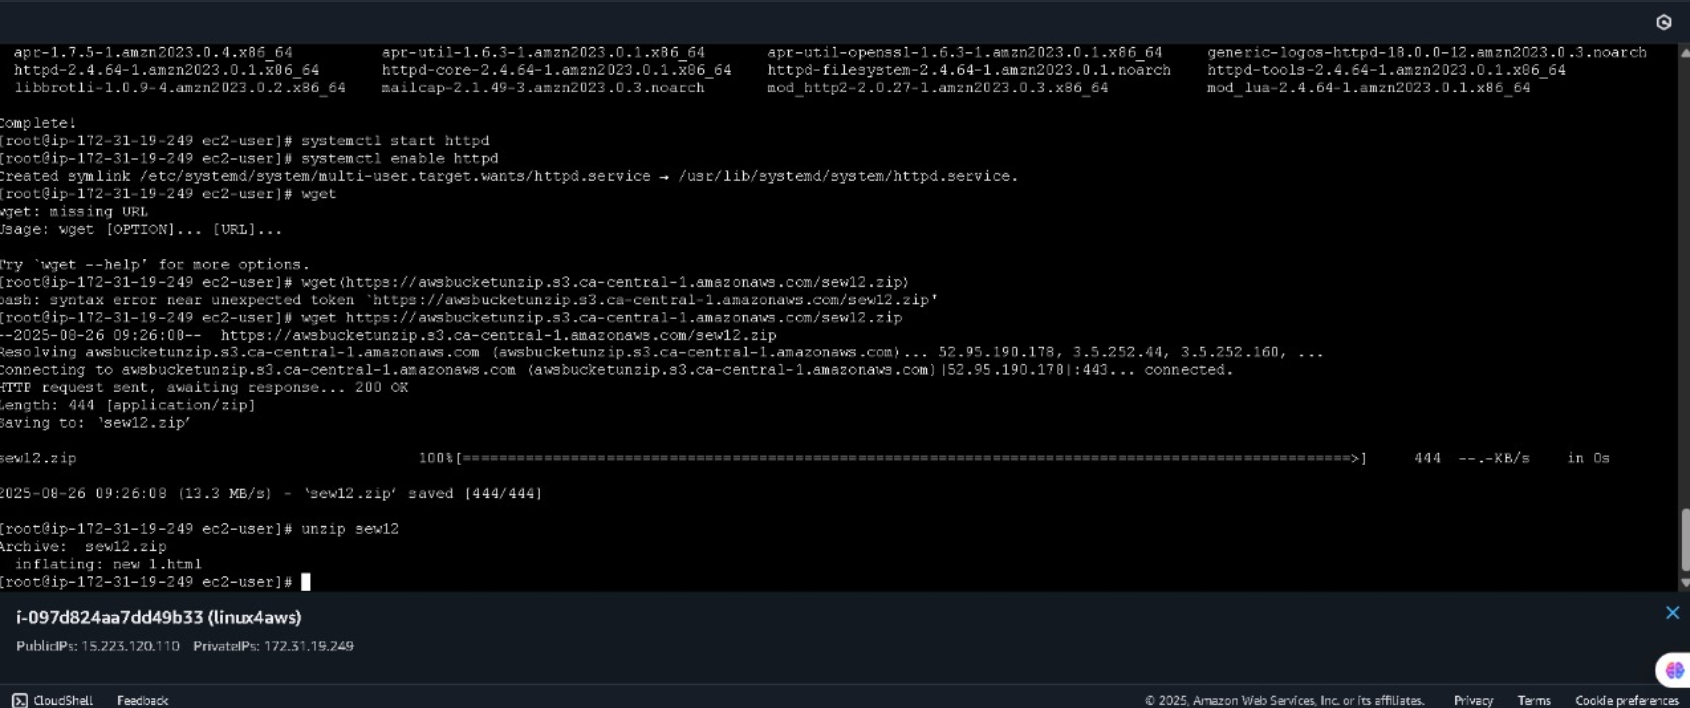 apr-1.7.5-1.amzn2023.0.4.x86_64 apr-util-1.6.3-1.amzn2023.0.1.x86_64 apr-util-openssl-1.6.3-1.amzn2023.0.1.x86_64 generic-logos-httpd-18.0.0-12.amzn2023.0.3.noarch
httpd-2.4.64-1.amzn2023.0.1.x86_64 httpd-core-2.4.64-1.amzn2023.0.1.x86_64 httpd-filesystem-2.4.64-1.amzn2023.0.1.noarch httpd-tools-2.4.64-1.amzn2023.0.1.x86_64
libbrotli-1.0.9-4.amzn2023.0.2.x86_64 mailcap-2.1.49-3.amzn2023.0.3.noarch mod_http2-2.0.27-1.amzn2023.0.3.x86_64 mod_lua-2.4.64-1.amzn2023.0.1.x86_64
Complete!
[root@ip-172-31-19-249 ec2-user]# systemctl start httpd
[root@ip-172-31-19-249 ec2-user]# systemctl enable httpd
Created symlink /etc/systemd/system/multi-user.target.wants/httpd.service → /usr/lib/systemd/system/httpd.service.
[root@ip-172-31-19-249 ec2-user]# wget
wget: missing URL
Usage: wget [OPTION]... [URL]...
Try `wget --help' for more options.
[root@ip-172-31-19-249 ec2-user]# wget(https://awsbucketunzip.s3.ca-central-1.amazonaws.com/sew12.zip)
bash: syntax error near unexpected token `https://awsbucketunzip.s3.ca-central-1.amazonaws.com/sew12.zip'
[root@ip-172-31-19-249 ec2-user]# wget https://awsbucketunzip.s3.ca-central-1.amazonaws.com/sew12.zip
--2025-08-26 09:26:08-- https://awsbucketunzip.s3.ca-central-1.amazonaws.com/sew12.zip
Resolving awsbucketunzip.s3.ca-central-1.amazonaws.com (awsbucketunzip.s3.ca-central-1.amazonaws.com)... 52.95.190.178, 3.5.252.44, 3.5.252.160, ...
Connecting to awsbucketunzip.s3.ca-central-1.amazonaws.com (awsbucketunzip.s3.ca-central-1.amazonaws.com)|52.95.190.178|:443... connected.
HTTP request sent, awaiting response... 200 OK
Length: 444 [application/zip]
Saving to: ‘sew12.zip’
sew12.zip 100%[===================================================================================================>] 444 --.-KB/s in 0s
2025-08-26 09:26:08 (13.3 MB/s) - ‘sew12.zip’ saved [444/444]
[root@ip-172-31-19-249 ec2-user]# unzip sew12
Archive: sew12.zip
inflating: new 1.html
[root@ip-172-31-19-249 ec2-user]#
i-097d824aa7dd49b33 (linux4aws)
PublicIPs: 15.223.120.110 PrivateIPs: 172.31.19.249
CloudShell Feedback © 2025, Amazon Web Services, Inc. or its affiliates. Privacy Terms Cookie preferences